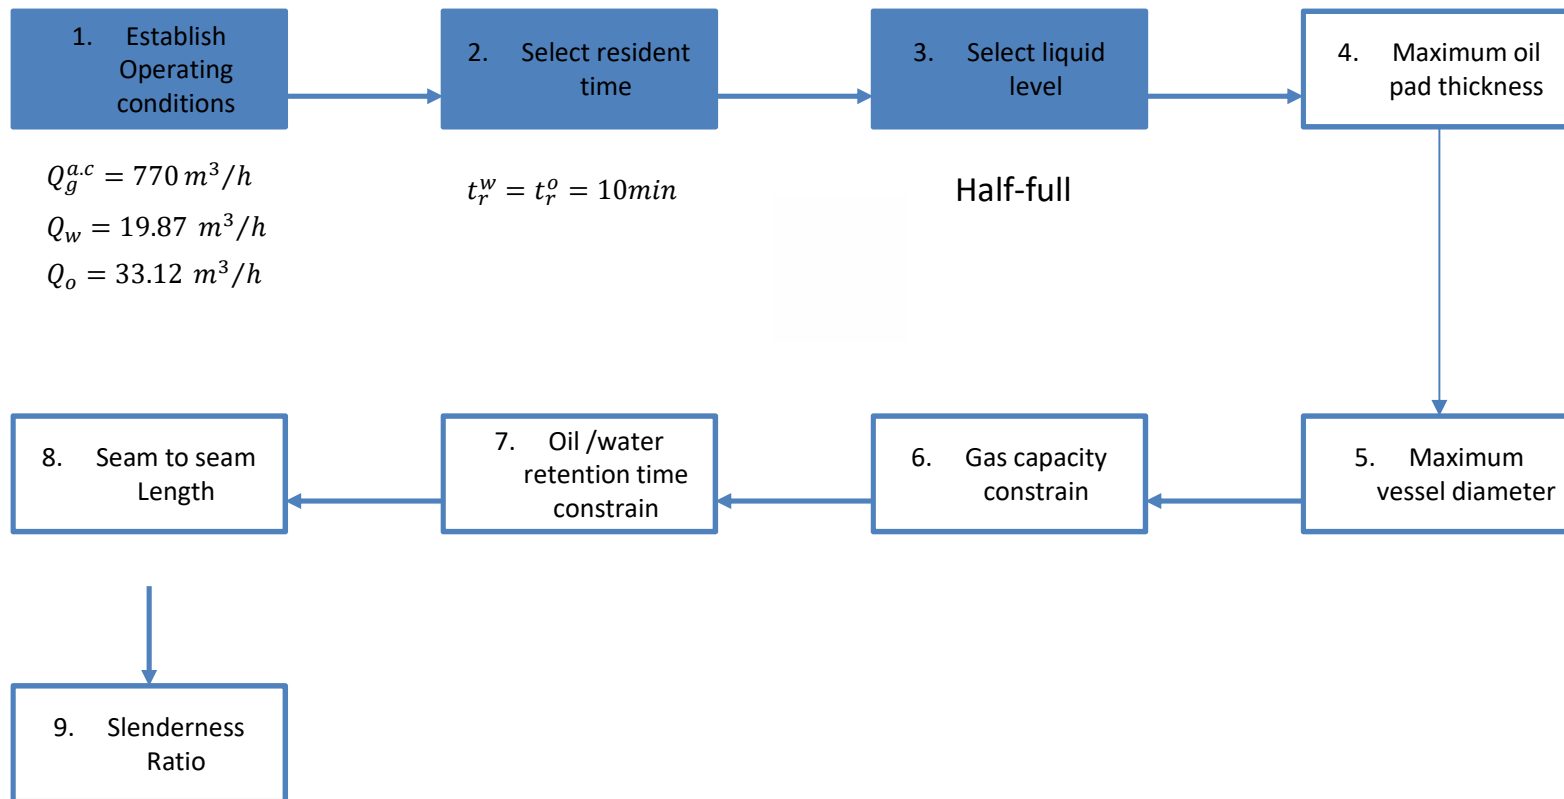 1. Establish
Operating
conditions
2. Select resident
time
3. Select liquid
level
4. Maximum oil
pad thickness
Q_g^{a.c} = 770 m^3/h
Q_w = 19.87 m^3/h
Q_o = 33.12 m^3/h
t_r^w = t_r^o = 10min
Half-full
8. Seam to seam
Length
7. Oil /water
retention time
constrain
6. Gas capacity
constrain
5. Maximum
vessel diameter
9. Slenderness
Ratio